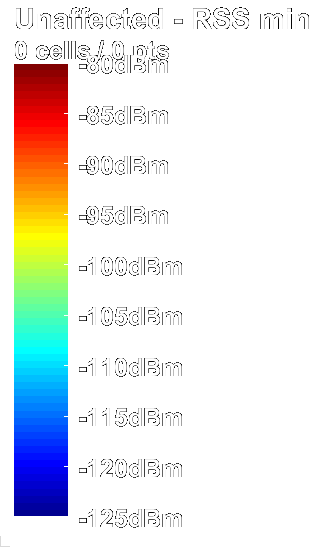 Unaffected - RSS min
0 cells / 0 pts
-80dBm
-85dBm
-90dBm
-95dBm
-100dBm
-105dBm
-110dBm
-115dBm
-120dBm
-125dBm